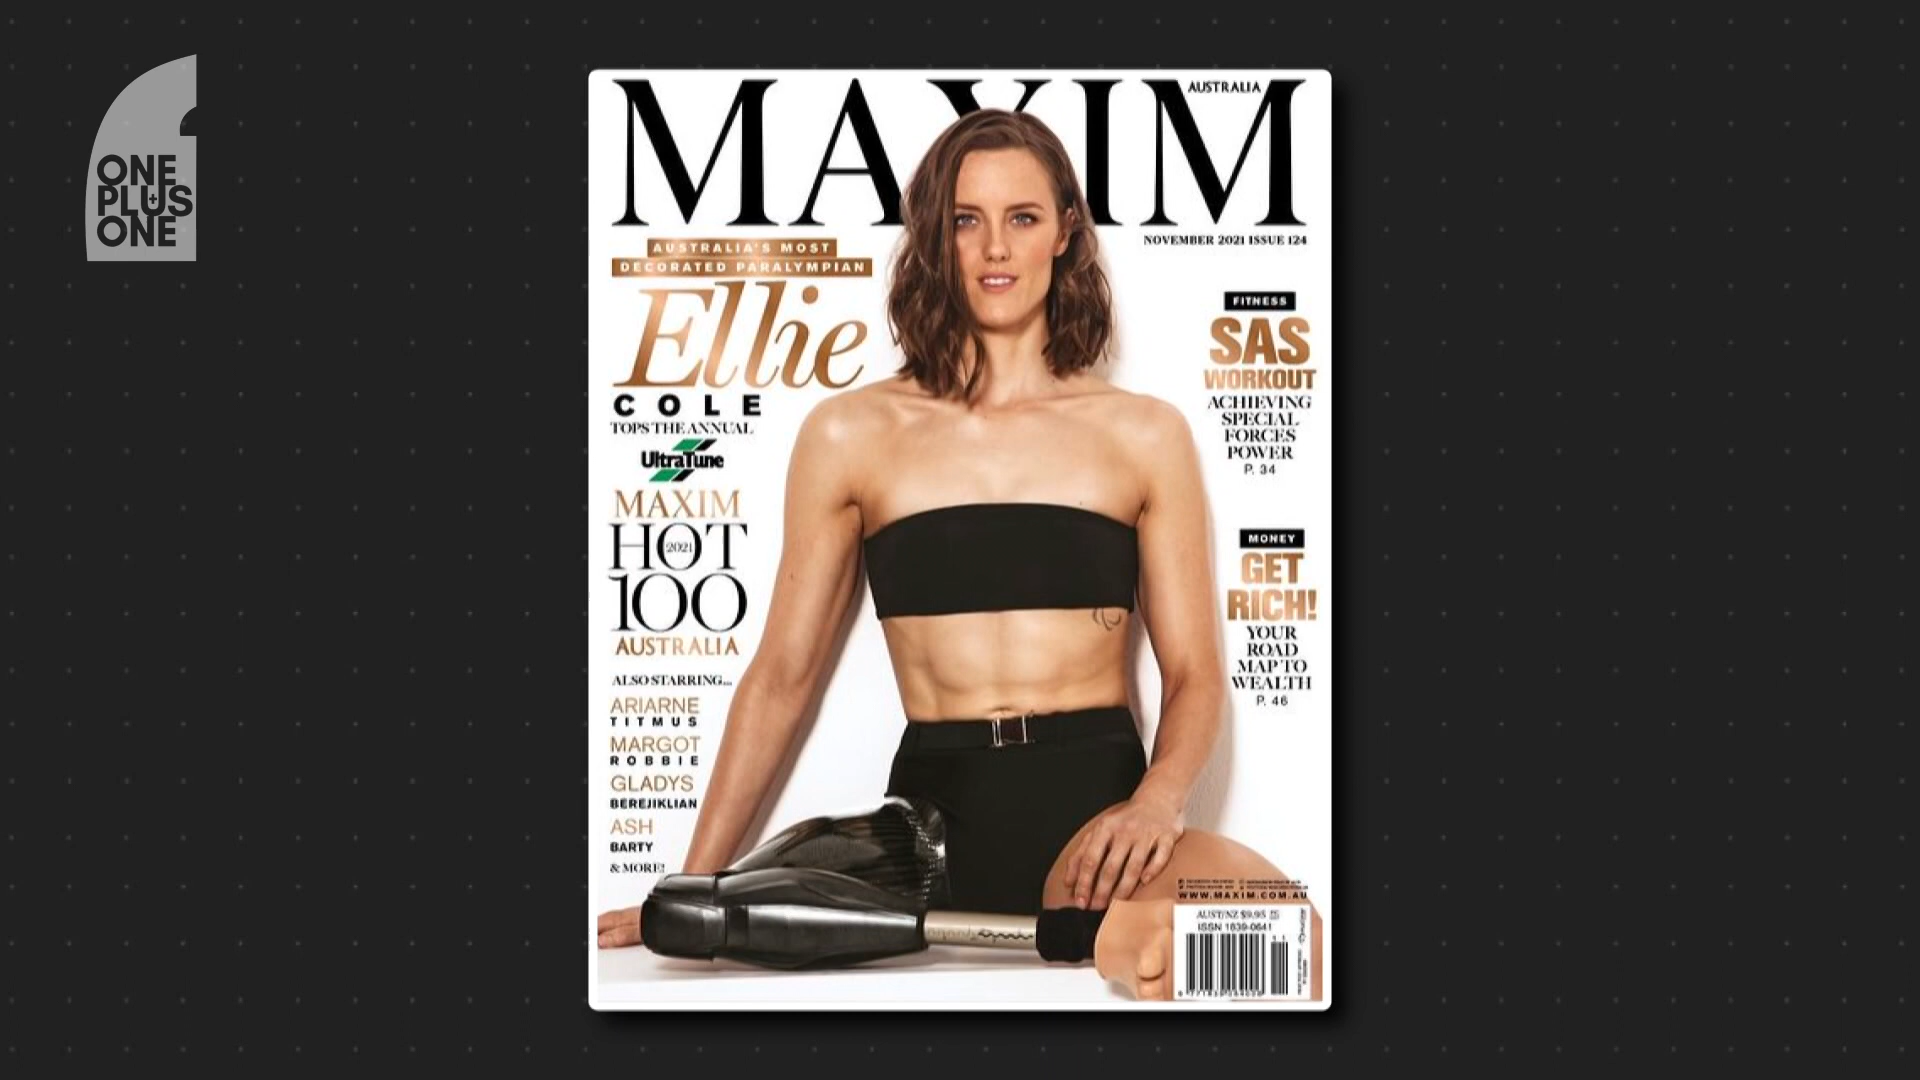 ONE
PLUS
+
ONE
MAXIM
AUSTRALIA
NOVEMBER 2021 ISSUE 124
AUSTRALIA'S MOST
DECORATED PARALYMPIAN
Ellie
COLE
TOPS THE ANNUAL
UltraTune
MAXIM
HOT
2021
100
AUSTRALIA
ALSO STARRING...
ARIARNE
TITMUS
MARGOT
ROBBIE
GLADYS
BEREJIKLIAN
ASH
BARTY
& MORE!
FITNESS
SAS
WORKOUT
ACHIEVING
SPECIAL
FORCES
POWER
P. 34
MONEY
GET
RICH!
YOUR
ROAD
MAP TO
WEALTH
P. 46
WWW.MAXIM.COM.AU
AUST/NZ $9.95
ISSN 1839-0641